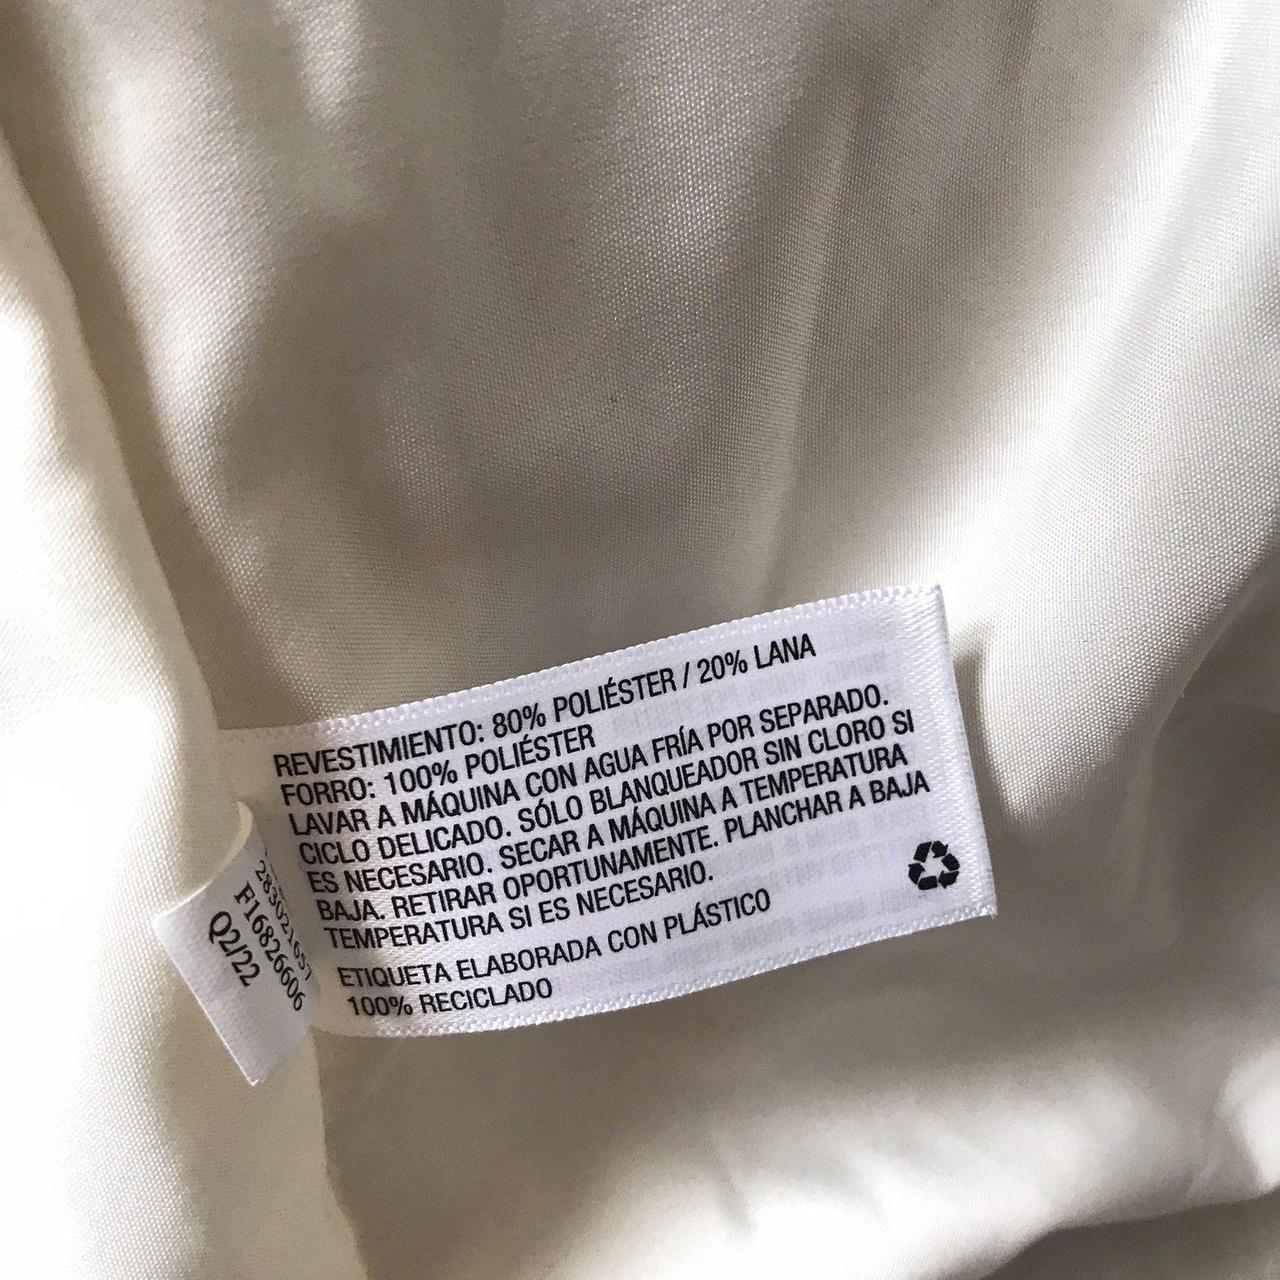 REVESTIMIENTO: 80% POLIÉSTER / 20% LANA
FORRO: 100% POLIÉSTER
LAVAR A MÁQUINA CON AGUA FRÍA POR SEPARADO.
CICLO DELICADO. SÓLO BLANQUEADOR SIN CLORO SI
ES NECESARIO. SECAR A MÁQUINA A TEMPERATURA
BAJA. RETIRAR OPORTUNAMENTE. PLANCHAR A BAJA
TEMPERATURA SI ES NECESARIO.
ETIQUETA ELABORADA CON PLÁSTICO
100% RECICLADO
283021657
F16826606
Q2/22